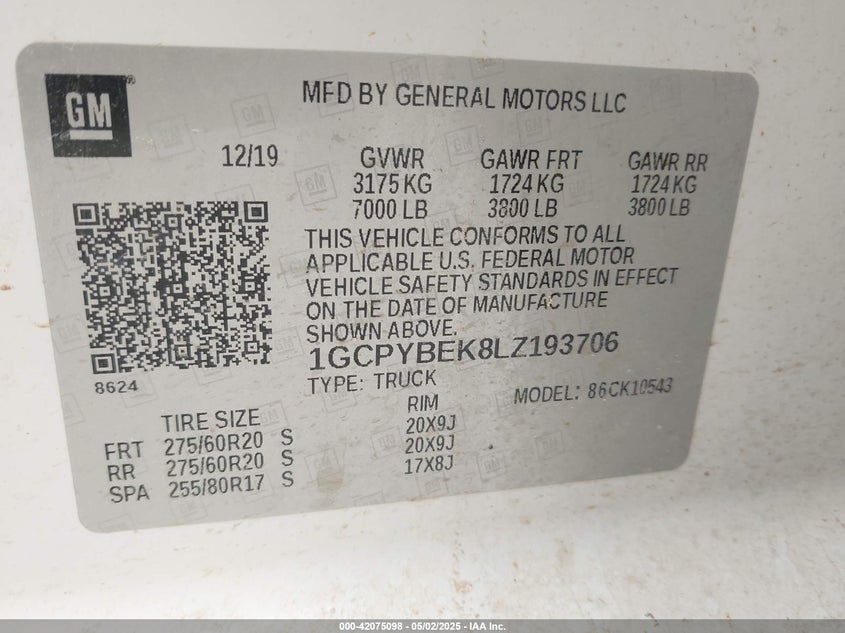 GM
MFD BY GENERAL MOTORS LLC
12/19 GVWR GAWR FRT GAWR RR
3175 KG 1724 KG 1724 KG
7000 LB 3800 LB 3800 LB
THIS VEHICLE CONFORMS TO ALL
APPLICABLE U.S. FEDERAL MOTOR
VEHICLE SAFETY STANDARDS IN EFFECT
ON THE DATE OF MANUFACTURE
SHOWN ABOVE.
1GCPYBEK8LZ193706
8624
TYPE: TRUCK MODEL: 86CK10543
TIRE SIZE RIM
FRT 275/60R20 S 20X9J
RR 275/60R20 S 20X9J
SPA 255/80R17 S 17X8J
000-42075098 - 05/02/2025 - IAA Inc.